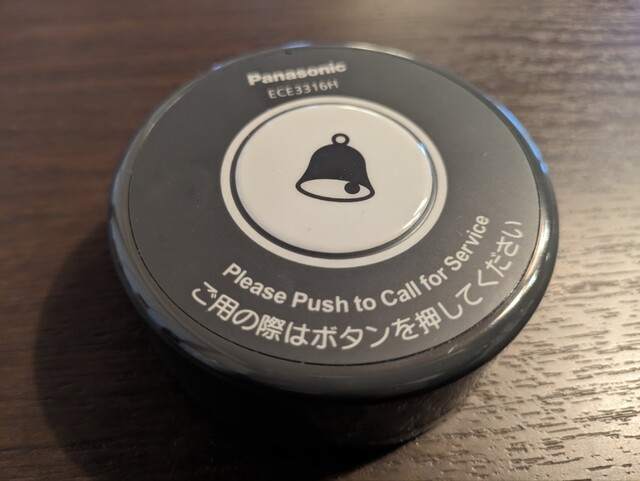 Panasonic
ECE3316H
Please Push to Call for Service
ご用の際はボタンを押してください